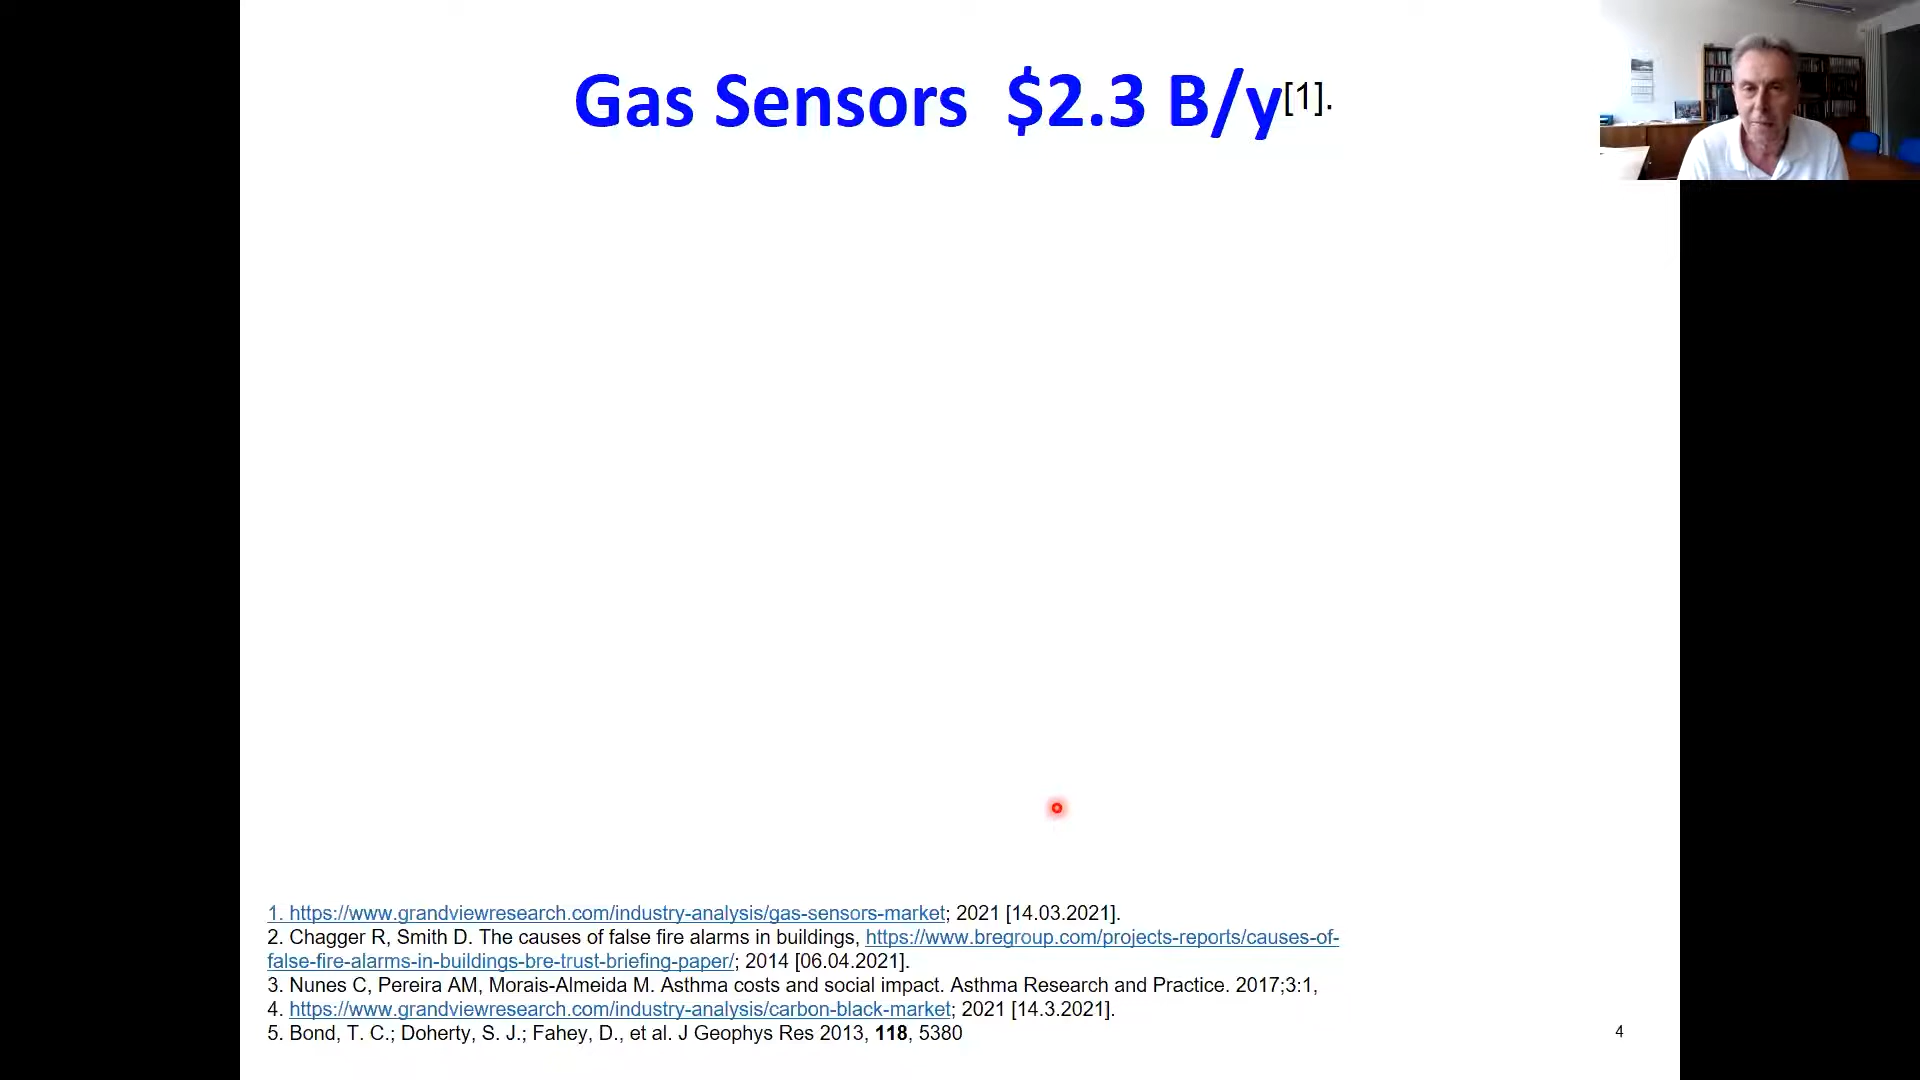 Gas Sensors $2.3 B/y[1].
1. https://www.grandviewresearch.com/industry-analysis/gas-sensors-market; 2021 [14.03.2021].
2. Chagger R, Smith D. The causes of false fire alarms in buildings, https://www.bregroup.com/projects-reports/causes-of-
false-fire-alarms-in-buildings-bre-trust-briefing-paper/; 2014 [06.04.2021].
3. Nunes C, Pereira AM, Morais-Almeida M. Asthma costs and social impact. Asthma Research and Practice. 2017;3:1,
4. https://www.grandviewresearch.com/industry-analysis/carbon-black-market; 2021 [14.3.2021].
5. Bond, T. C.; Doherty, S. J.; Fahey, D., et al. J Geophys Res 2013, 118, 5380
4